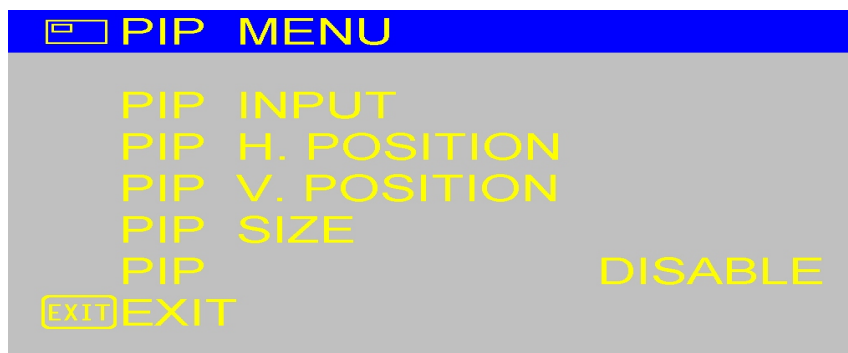 PIP MENU
PIP INPUT
PIP H. POSITION
PIP V. POSITION
PIP SIZE
PIP DISABLE
EXIT EXIT